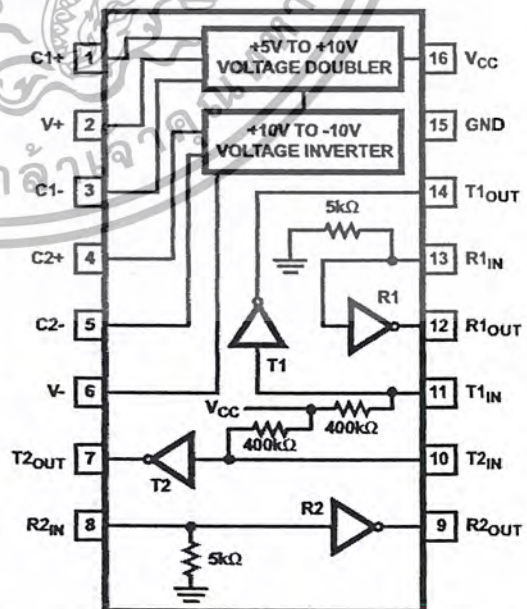 C1+ 1
V+ 2
C1- 3
C2+ 4
C2- 5
V- 6
T2OUT 7
R2IN 8
+5V TO +10V
VOLTAGE DOUBLER
+10V TO -10V
VOLTAGE INVERTER
16 VCC
15 GND
14 T1OUT
13 R1IN
12 R1OUT
11 T1IN
10 T2IN
9 R2OUT
5kΩ
R1
T1
VCC
400kΩ
400kΩ
T2
R2
5kΩ